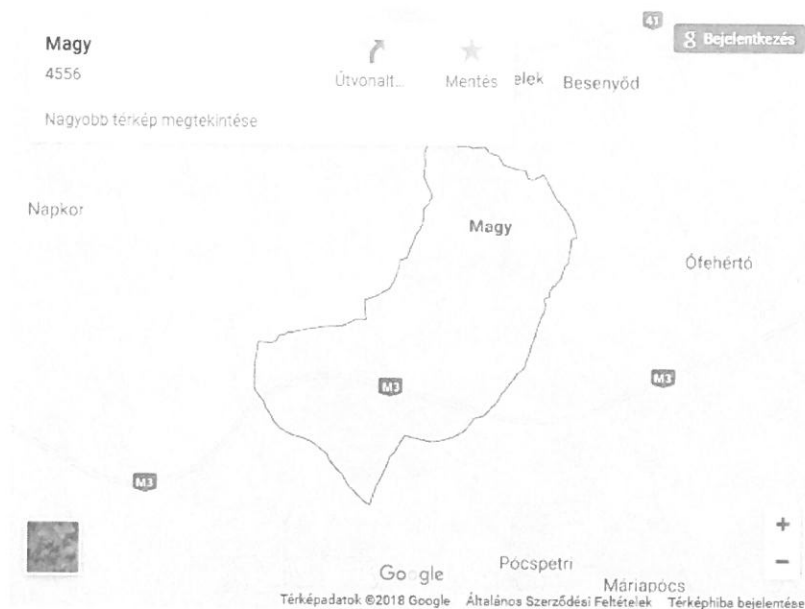 Magy
4556
Útvonalt...
Mentés
Nagyobb térkép megtekintése
41
g Bejelentkezés
elek
Besenyőd
Napkor
Magy
Ófehértó
M3
M3
M3
Pócspetri
Google
Máriapócs
Térképadatok ©2018 Google Általános Szerződési Feltételek Térképhiba bejelentése